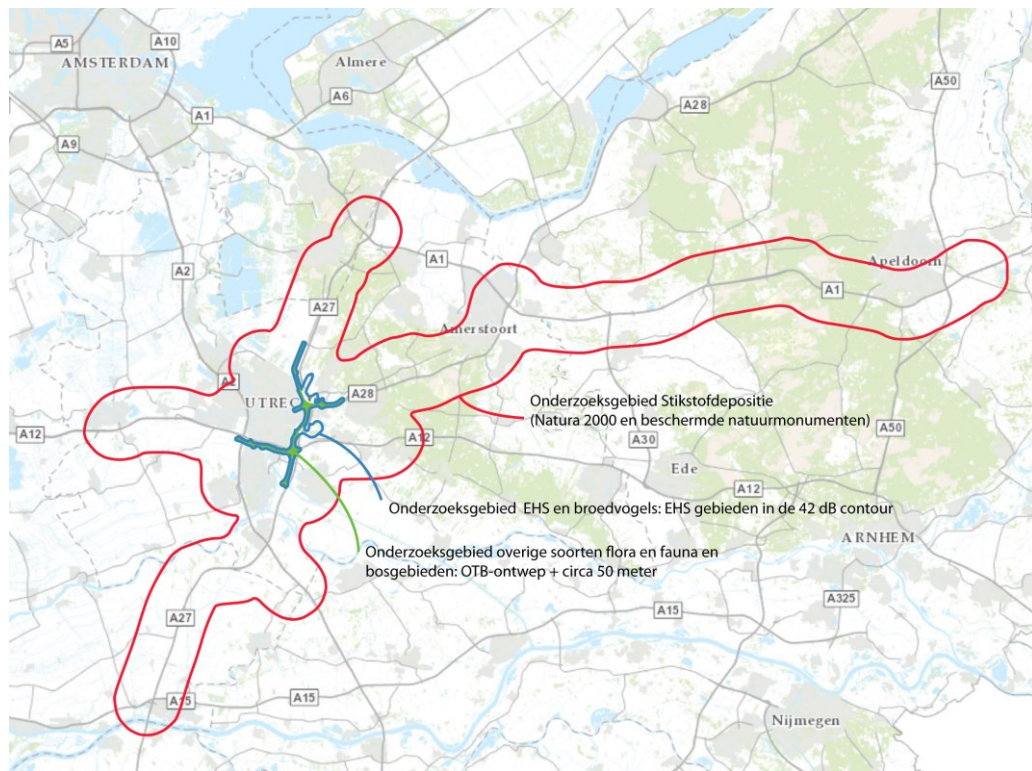 A5
A10
AMSTERDAM
Almere
A6
A50
A28
A1
A9
A2
A1
Apeldoorn
A1
A27
Amersfoort
A2
UTREC
A28
Onderzoeksgebied Stikstofdepositie
(Natura 2000 en beschermde natuurmonumenten)
A12
A12
A30
A50
Ede
A12
Onderzoeksgebied EHS en broedvogels: EHS gebieden in de 42 dB contour
ARNHEM
Onderzoeksgebied overige soorten flora en fauna en
bosgebieden: OTB-ontwep + circa 50 meter
A325
A15
A27
A15
A15
Nijmegen